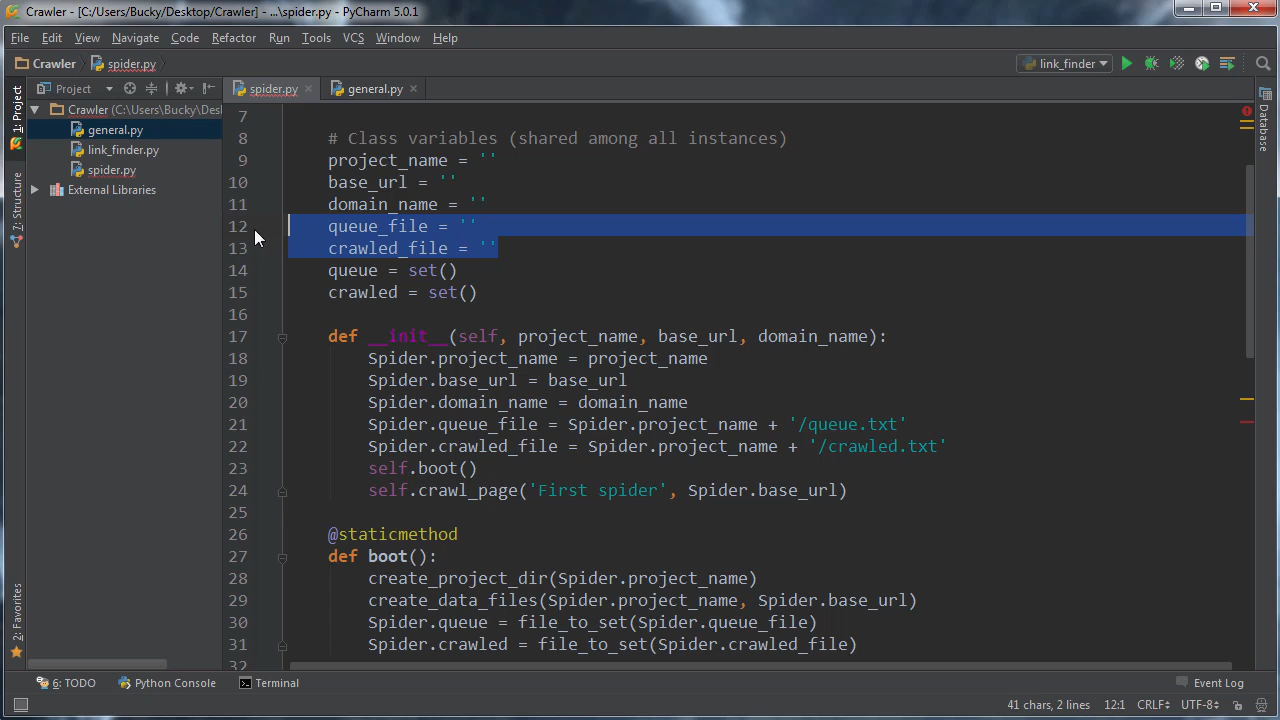 Crawler - [C:/Users/Bucky/Desktop/Crawler] - ...\spider.py - PyCharm 5.0.1
File Edit View Navigate Code Refactor Run Tools VCS Window Help
Crawler spider.py link_finder
Project spider.py general.py
1: Project
7: Structure
2: Favorites
Database
Crawler (C:\Users\Bucky\Des
general.py
link_finder.py
spider.py
External Libraries
7
8 # Class variables (shared among all instances)
9 project_name = ''
10 base_url = ''
11 domain_name = ''
12 queue_file = ''
13 crawled_file = ''
14 queue = set()
15 crawled = set()
16
17 def __init__(self, project_name, base_url, domain_name):
18 Spider.project_name = project_name
19 Spider.base_url = base_url
20 Spider.domain_name = domain_name
21 Spider.queue_file = Spider.project_name + '/queue.txt'
22 Spider.crawled_file = Spider.project_name + '/crawled.txt'
23 self.boot()
24 self.crawl_page('First spider', Spider.base_url)
25
26 @staticmethod
27 def boot():
28 create_project_dir(Spider.project_name)
29 create_data_files(Spider.project_name, Spider.base_url)
30 Spider.queue = file_to_set(Spider.queue_file)
31 Spider.crawled = file_to_set(Spider.crawled_file)
32
6: TODO Python Console Terminal Event Log
41 chars, 2 lines 12:1 CRLF UTF-8